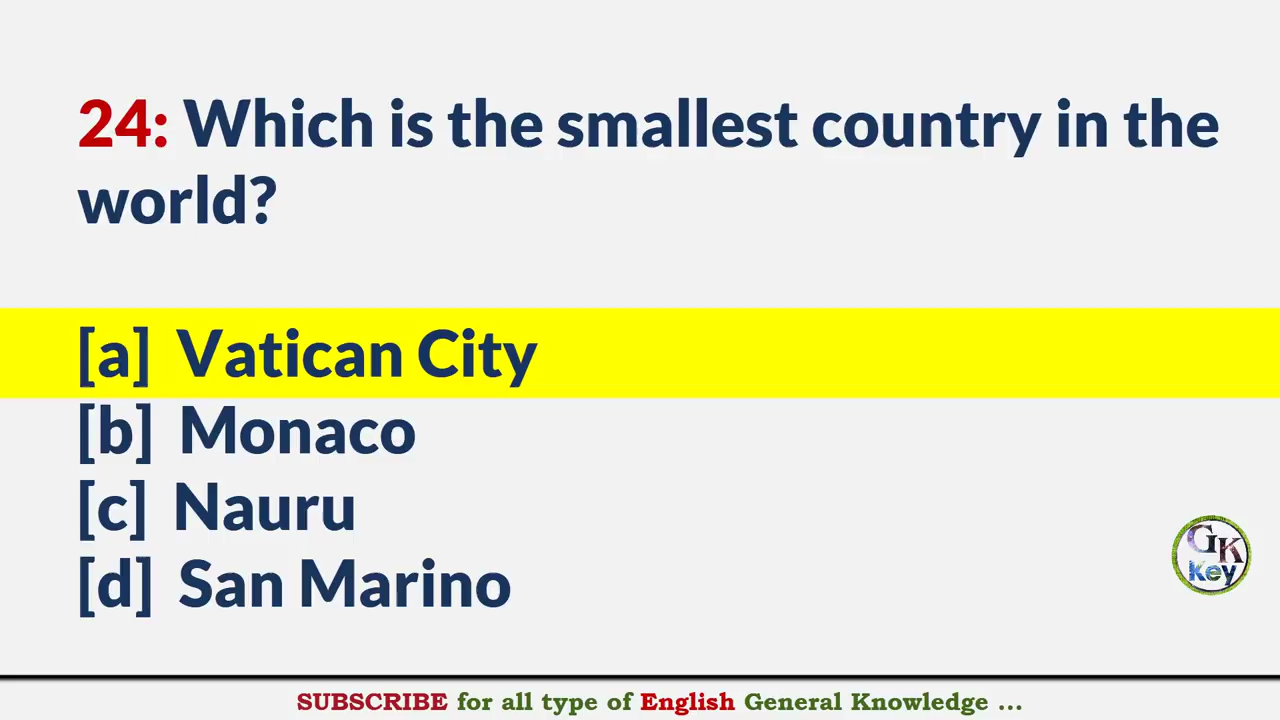 24: Which is the smallest country in the
world?
[a] Vatican City
[b] Monaco
[c] Nauru
[d] San Marino
GK
Key
SUBSCRIBE for all type of English General Knowledge ...